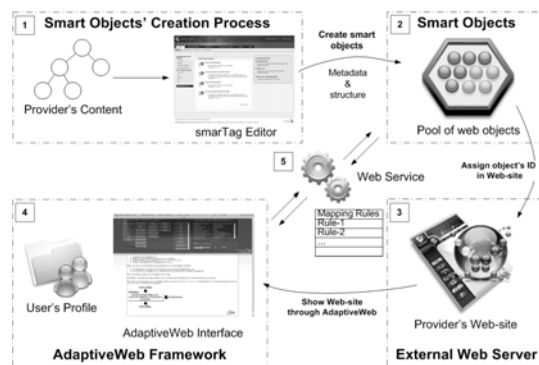 1
Smart Objects' Creation Process
Provider's Content
smarTag Editor
Create smart
objects
Metadata
&
structure
2
Smart
Objects
Pool of web objects
Assign object's ID
in Web-site
5
Web Service
Mapping Rules
Rule-1
Rule-2
...
4
User's Profile
AdaptiveWeb Interface
AdaptiveWeb Framework
Show Web-site
through AdaptiveWeb
3
Provider's Web-site
External Web Server